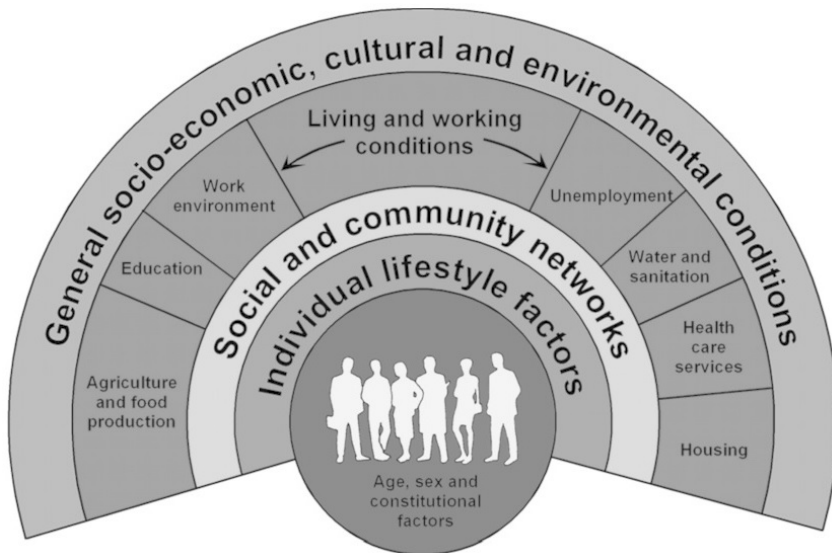 General socio-economic, cultural and environmental conditions
Living and working
conditions
Work
environment
Unemployment
Education
Water and
sanitation
Agriculture
and food
production
Health
care
services
Housing
Social and community networks
Individual lifestyle factors
Age, sex and
constitutional
factors